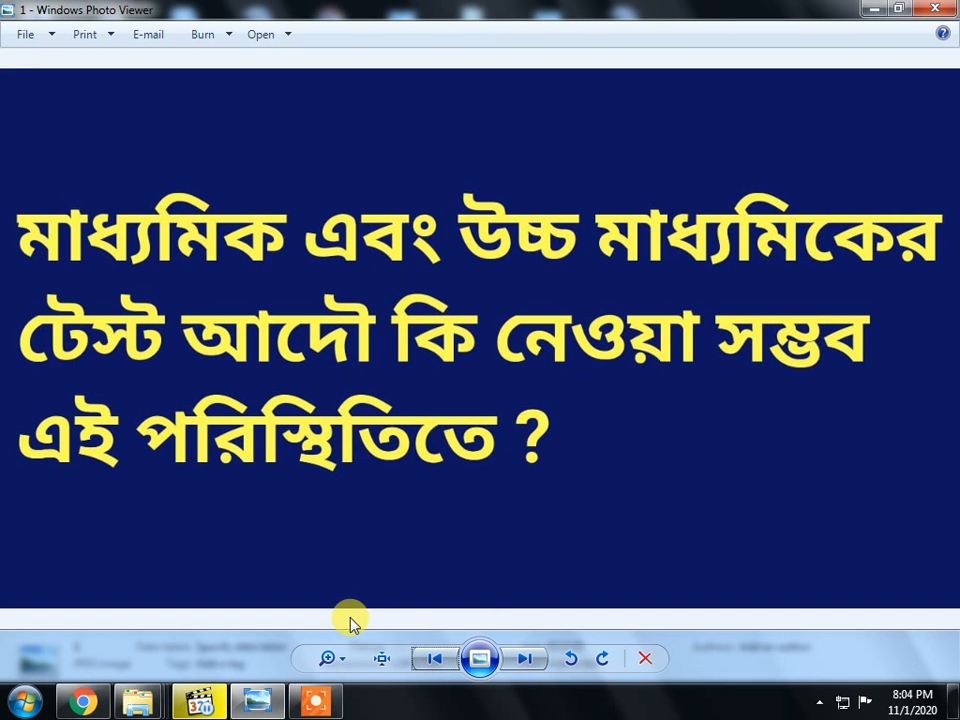 1 - Windows Photo Viewer
File Print E-mail Burn Open
মাধ্যমিক এবং উচ্চ মাধ্যমিকের
টেস্ট আদৌ কি নেওয়া সম্ভব
এই পরিস্থিতিতে ?
321
8:04 PM
11/1/2020